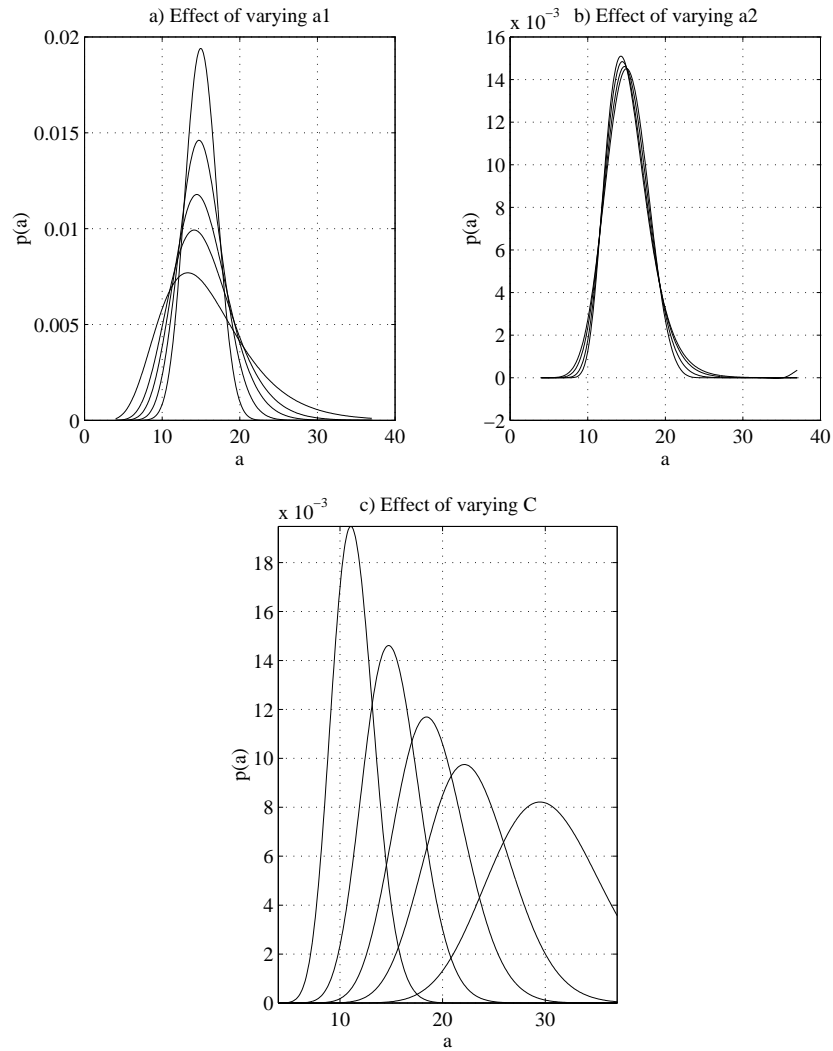 a) Effect of varying a1
0.02
0.015
0.01
0.005
0
p(a)
0 10 20 30 40
a
x 10⁻³
b) Effect of varying a2
16
14
12
10
8
6
4
2
0
−2
p(a)
0 10 20 30 40
a
x 10⁻³
c) Effect of varying C
18
16
14
12
10
8
6
4
2
0
p(a)
10 20 30
a